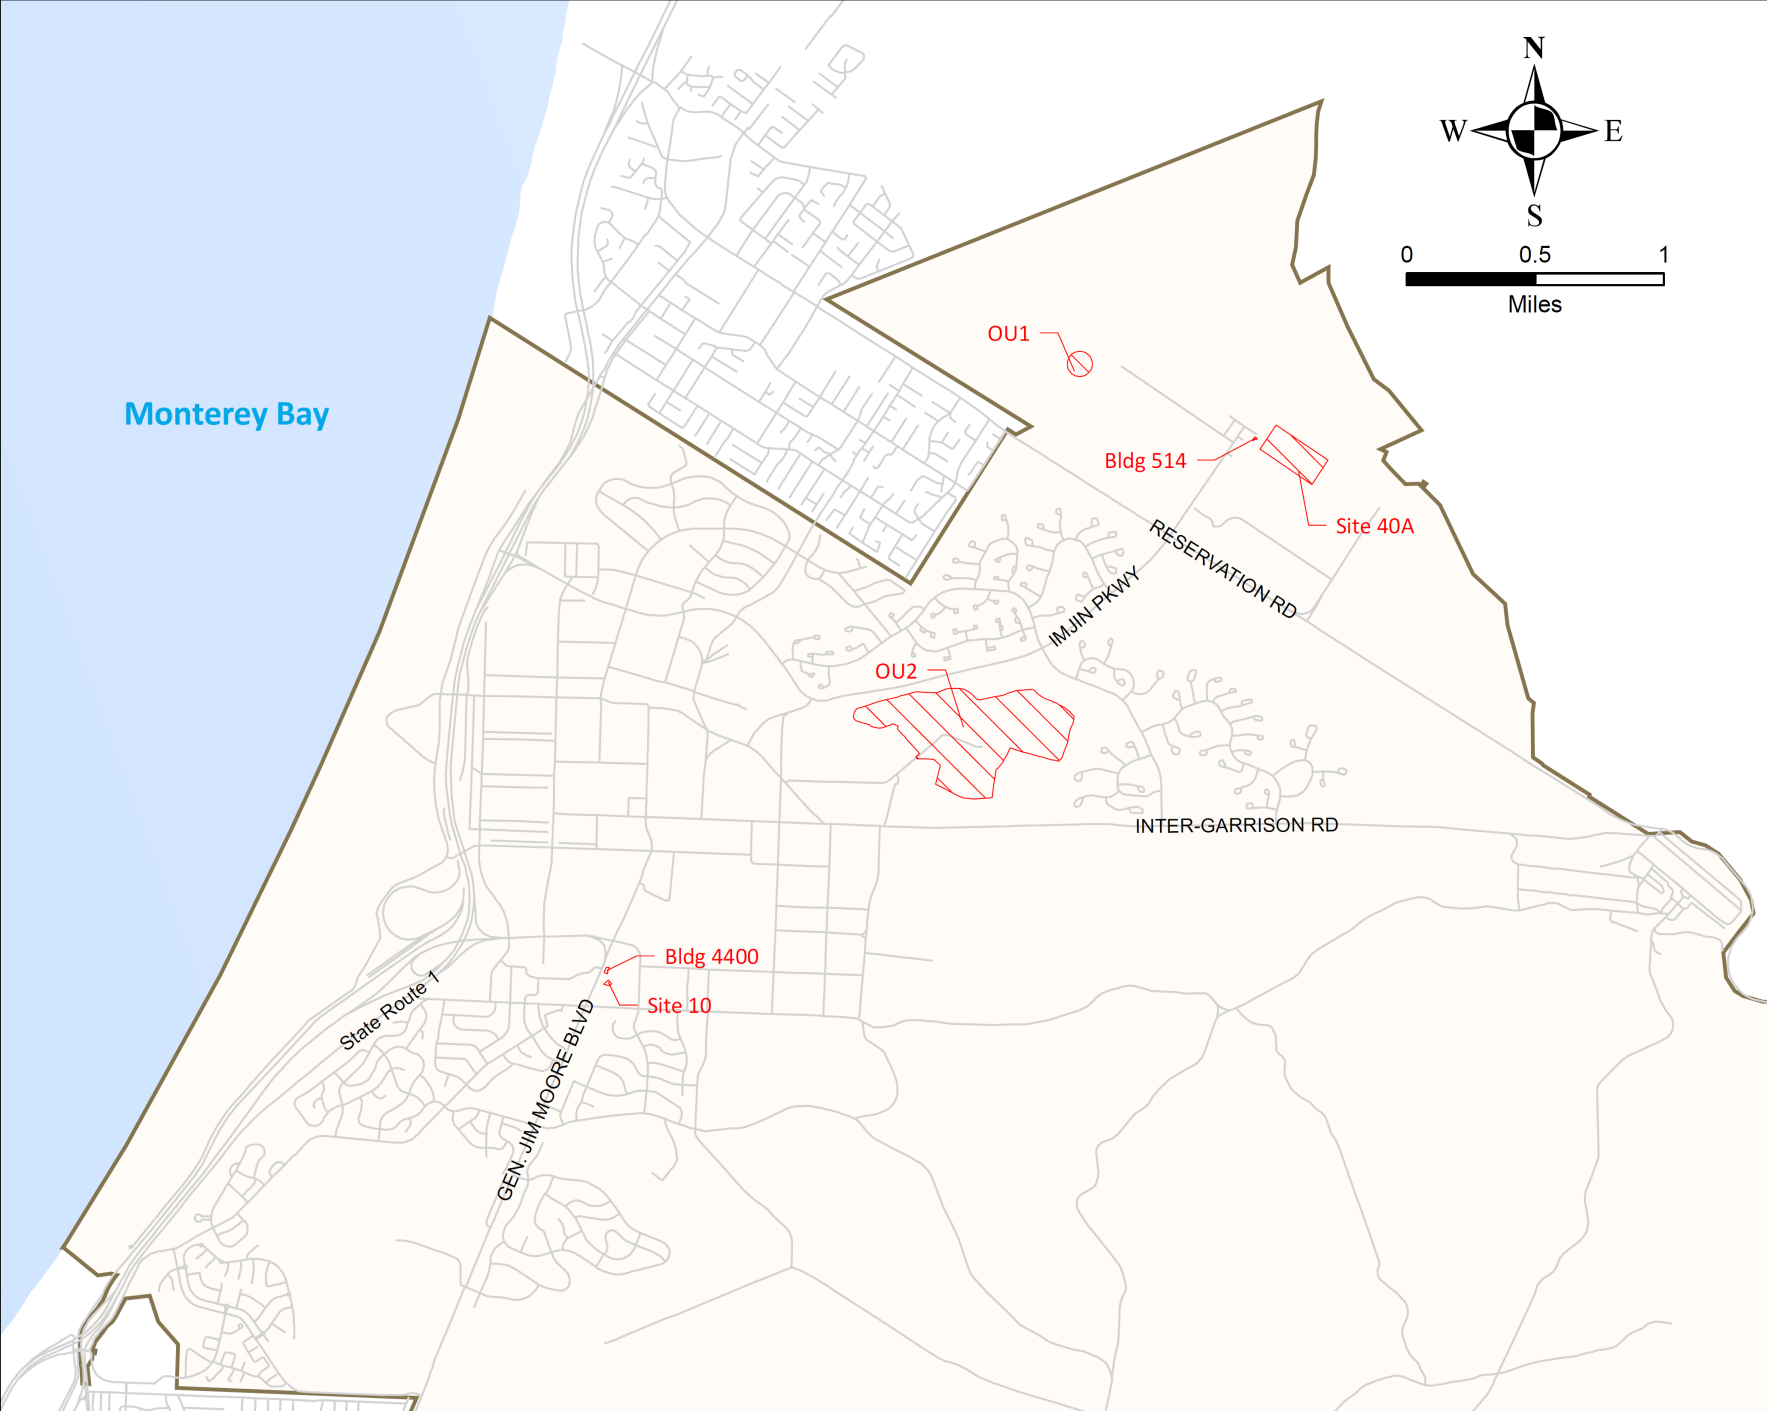 N
W E
S
0 0.5 1
Miles
OU1
Monterey Bay
Bldg 514
Site 40A
RESERVATION RD
IMJIN PKWY
OU2
INTER-GARRISON RD
Bldg 4400
Site 10
State Route 1
GEN. JIM MOORE BLVD